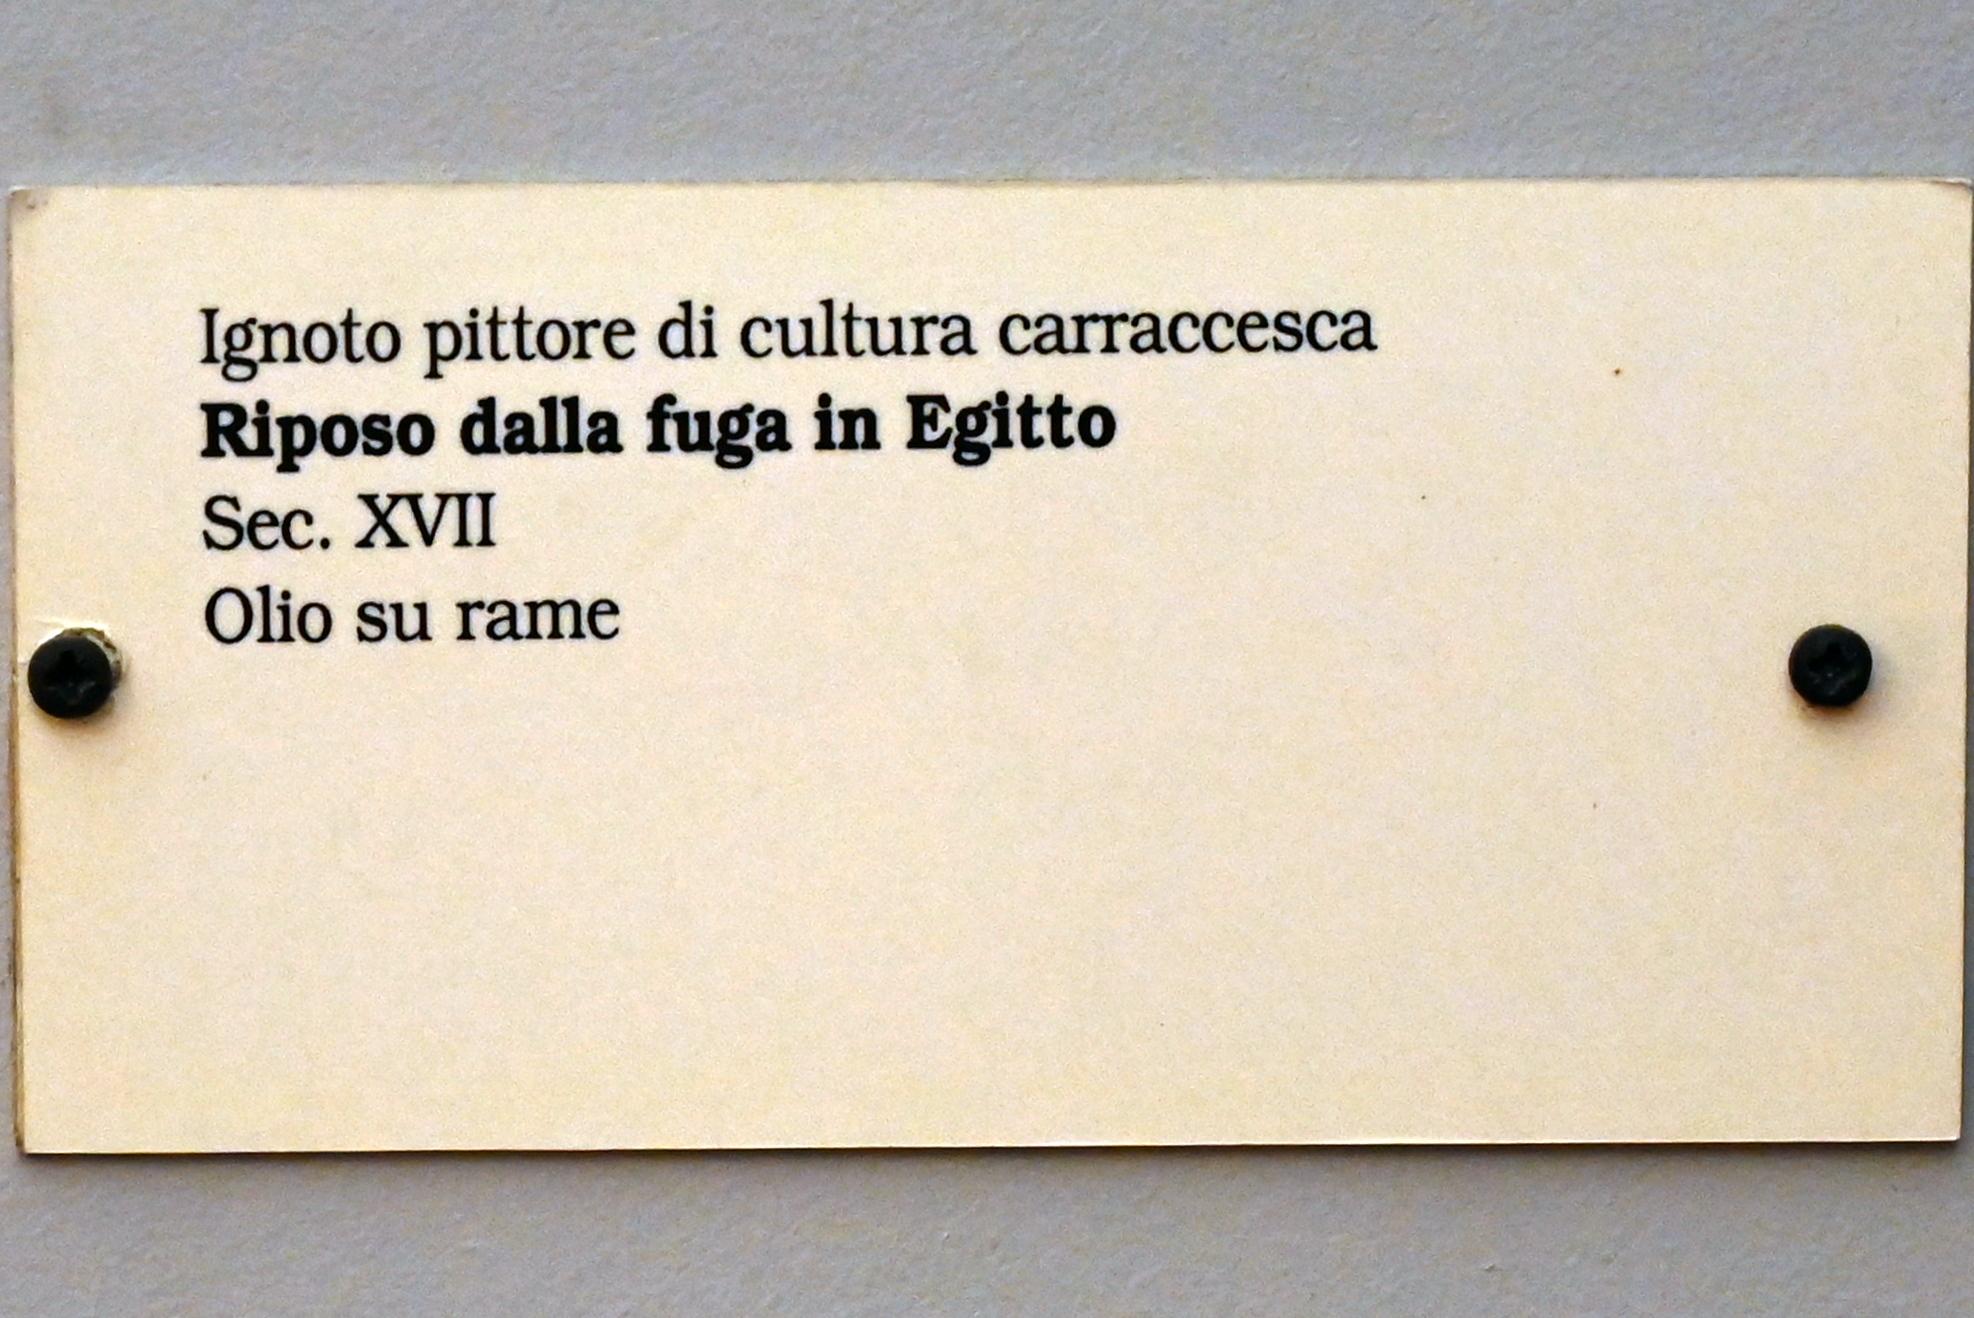 Ignoto pittore di cultura carraccesca
Riposo dalla fuga in Egitto
Sec. XVII
Olio su rame